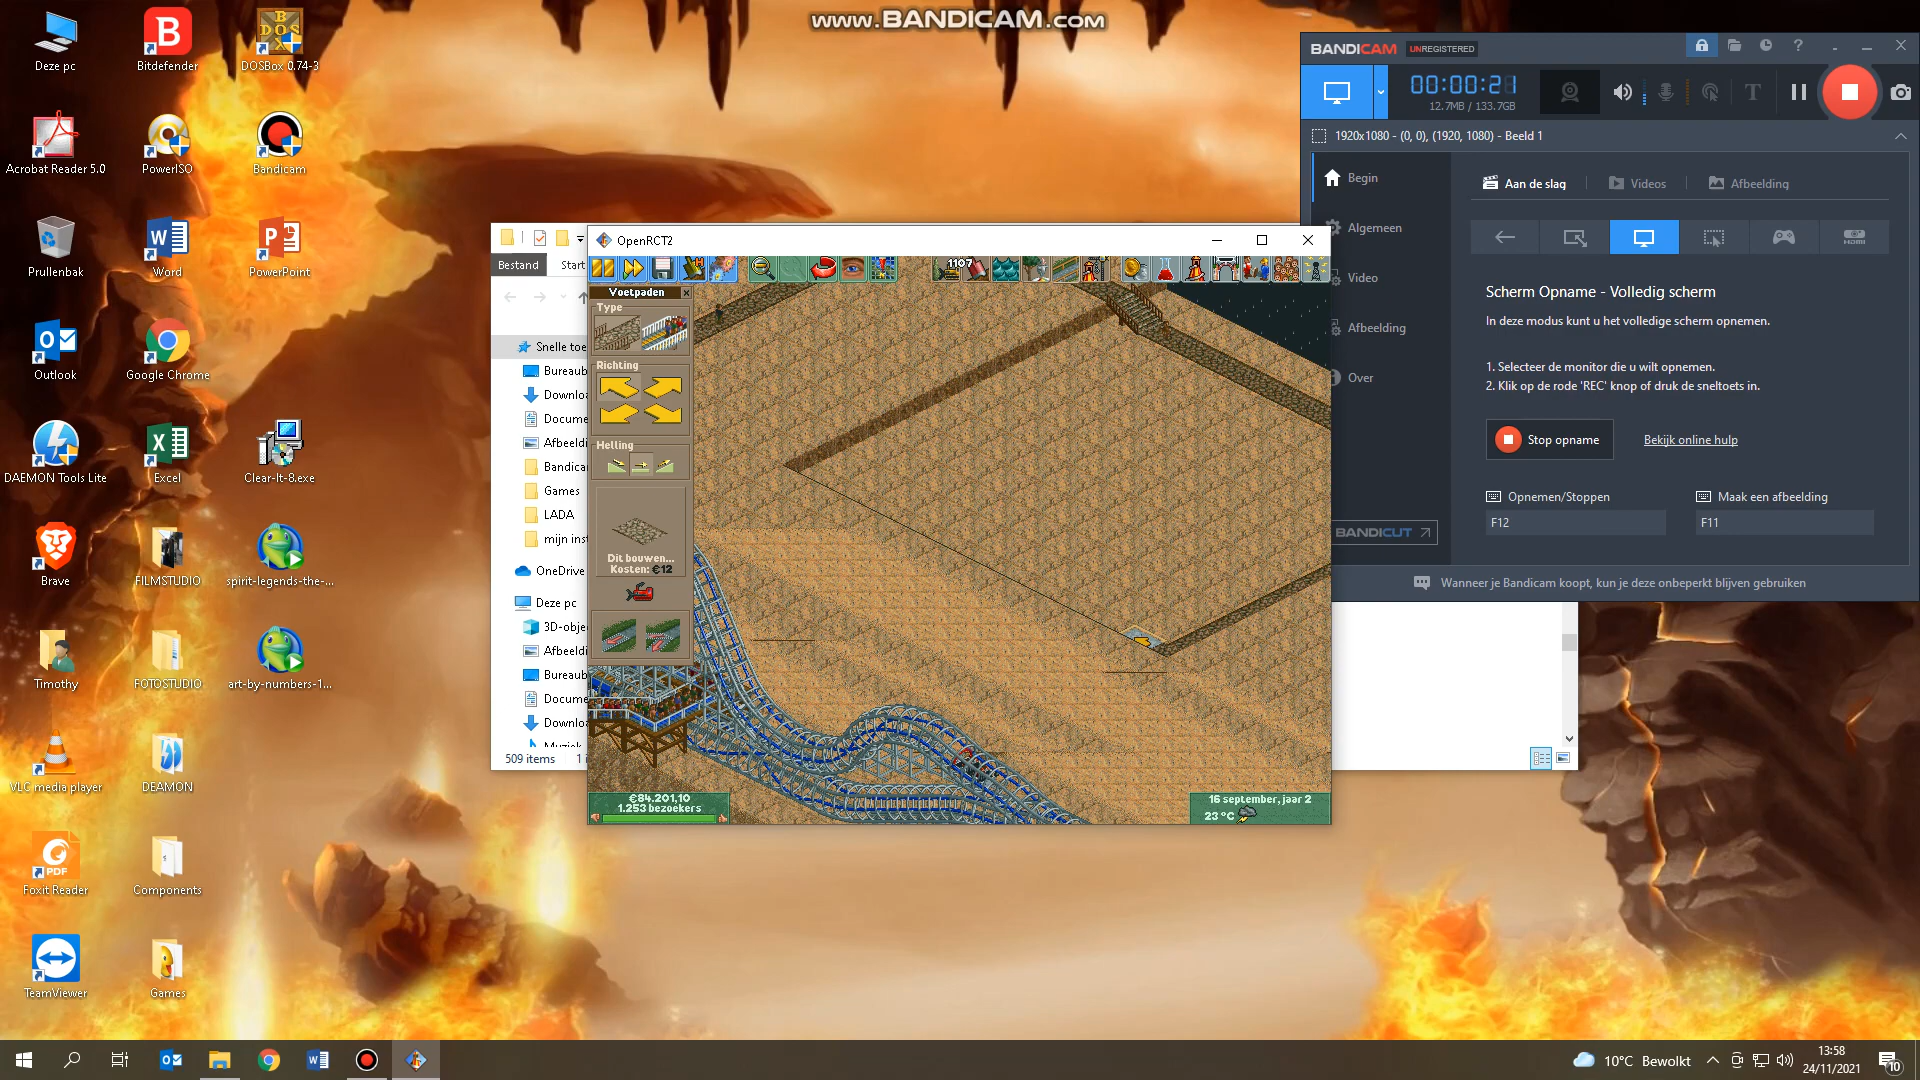 www.BANDICAM.com
Deze pc
Bitdefender
DOSBox 0.74-3
Acrobat Reader 5.0
PowerISO
Bandicam
Prullenbak
Word
PowerPoint
Outlook
Google Chrome
DAEMON Tools Lite
Excel
Clear-It-8.exe
Brave
FILMSTUDIO
spirit-legends-the-...
Timothy
FOTOSTUDIO
art-by-numbers-1...
VLC media player
DEAMON
Foxit Reader
Components
TeamViewer
Games
Bestand
Start
Snelle toe
Bureaub
Downloa
Docume
Afbeeldi
Bandica
Games
LADA
mijn inst
OneDrive
Deze pc
3D-obje
Afbeeldi
Bureaub
Docume
Downloa
Muziek
509 items
OpenRCT2
1107
Voetpaden
Type
Richting
Helling
Dit bouwen...
Kosten: €12
€84.201,10
1.253 bezoekers
16 september, jaar 2
23 °C
BANDICAM UNREGISTERED
00:00:21
12.7MB / 133.7GB
1920x1080 - (0, 0), (1920, 1080) - Beeld 1
Begin
Algemeen
Video
Afbeelding
Over
BANDICUT
Aan de slag
Videos
Afbeelding
HDMI
Scherm Opname - Volledig scherm
In deze modus kunt u het volledige scherm opnemen.
1. Selecteer de monitor die u wilt opnemen.
2. Klik op de rode 'REC' knop of druk de sneltoets in.
Stop opname
Bekijk online hulp
Opnemen/Stoppen
F12
Maak een afbeelding
F11
Wanneer je Bandicam koopt, kun je deze onbeperkt blijven gebruiken
10°C Bewolkt
13:58
24/11/2021
10